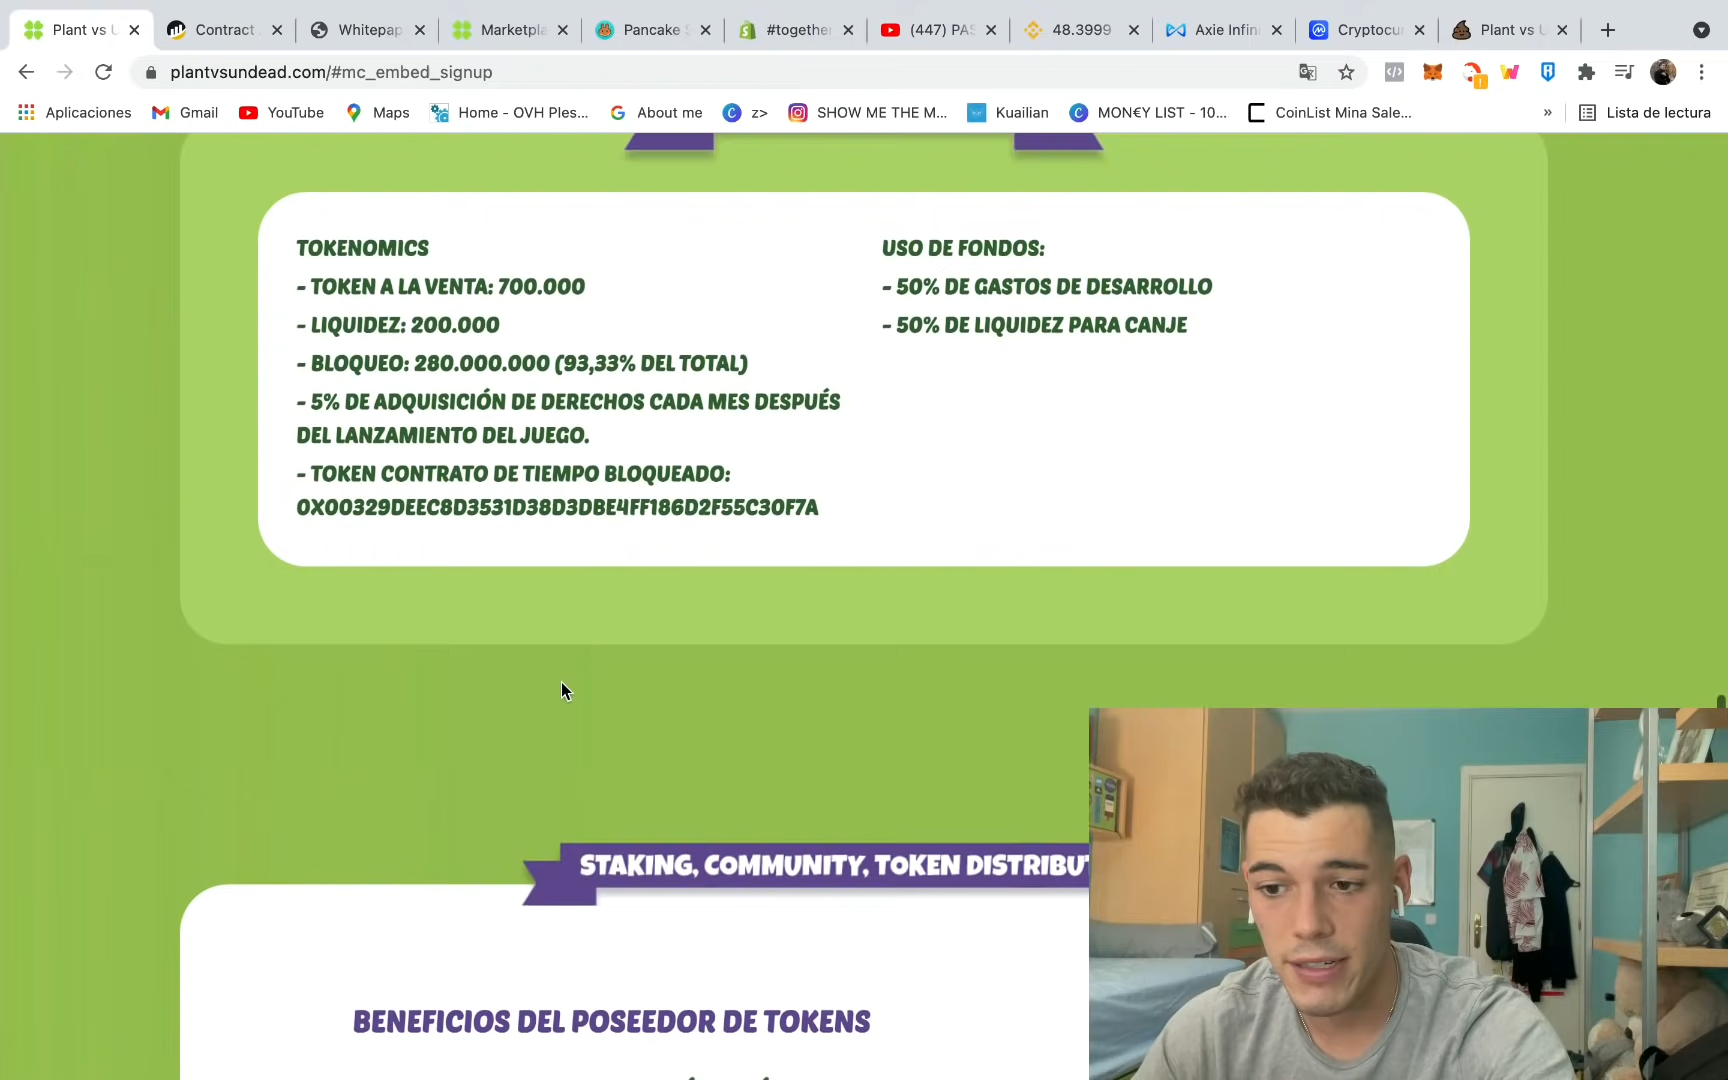 Plant vs U
Contract
Whitepap
Marketpla
Pancake S
#together
(447) PAS
48.3999
Axie Infin
Cryptocur
Plant vs U
plantvsundead.com/#mc_embed_signup
Aplicaciones
Gmail
YouTube
Maps
Home - OVH Ples...
About me
z>
SHOW ME THE M...
Kuailian
MON€Y LIST - 10...
CoinList Mina Sale...
»
Lista de lectura
TOKENOMICS
- TOKEN A LA VENTA: 700.000
- LIQUIDEZ: 200.000
- BLOQUEO: 280.000.000 (93,33% DEL TOTAL)
- 5% DE ADQUISICIÓN DE DERECHOS CADA MES DESPUÉS
DEL LANZAMIENTO DEL JUEGO.
- TOKEN CONTRATO DE TIEMPO BLOQUEADO:
0X00329DEEC8D3531D38D3DBE4FF186D2F55C30F7A
USO DE FONDOS:
- 50% DE GASTOS DE DESARROLLO
- 50% DE LIQUIDEZ PARA CANJE
STAKING, COMMUNITY, TOKEN DISTRIBUT
BENEFICIOS DEL POSEEDOR DE TOKENS